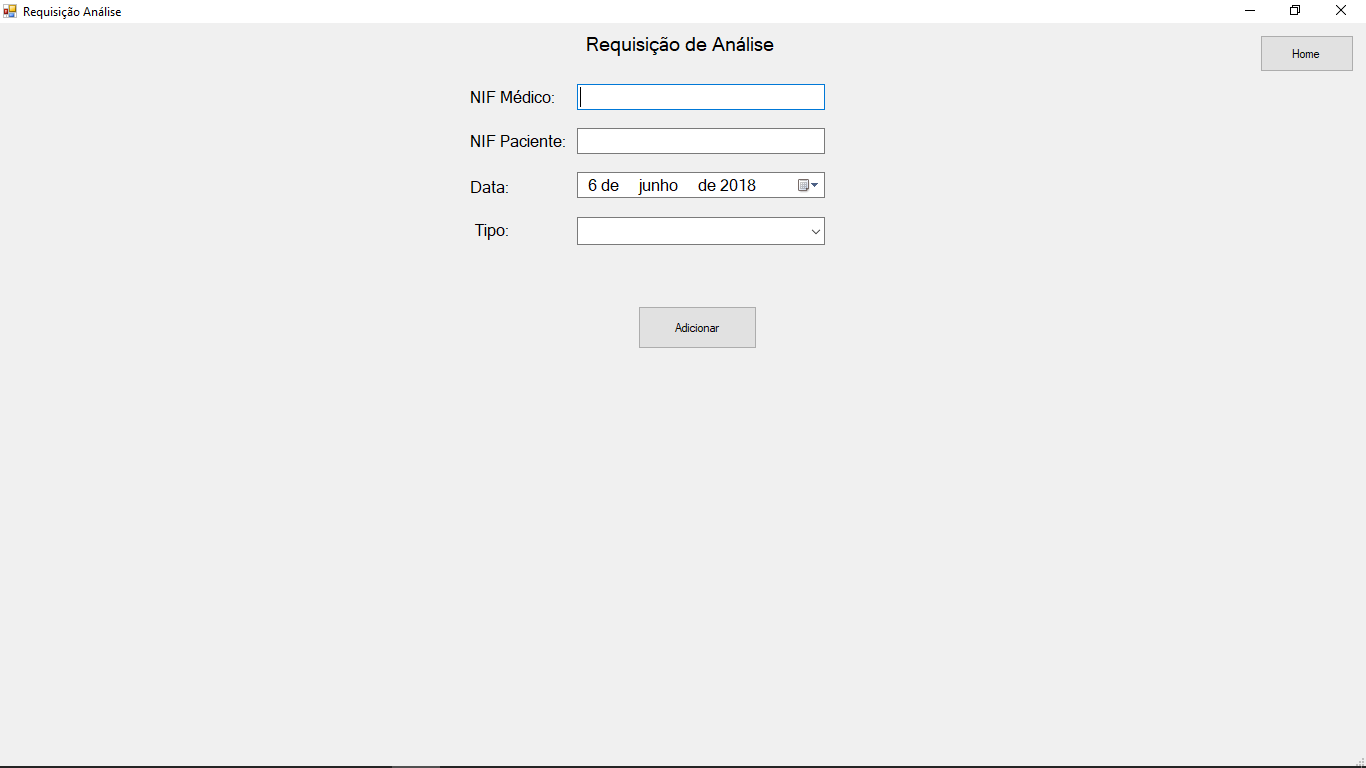 Requisição Análise
Requisição de Análise
Home
NIF Médico:
NIF Paciente:
Data: 6 de junho de 2018
Tipo:
Adicionar